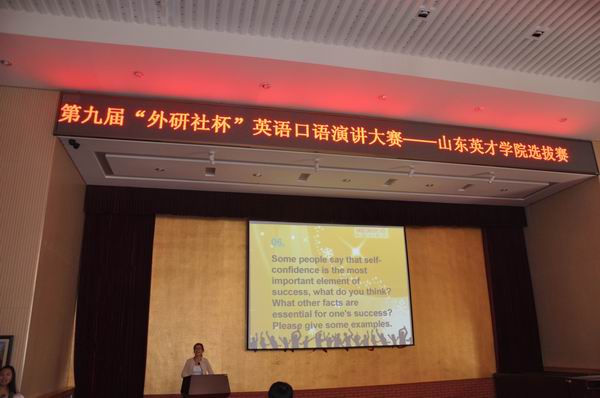 第九届“外研社杯”英语口语演讲大赛——山东英才学院选拔赛
06.
Some people say that self-
confidence is the most
important element of
success, what do you think?
What other facts are
essential for one's success?
Please give some examples.